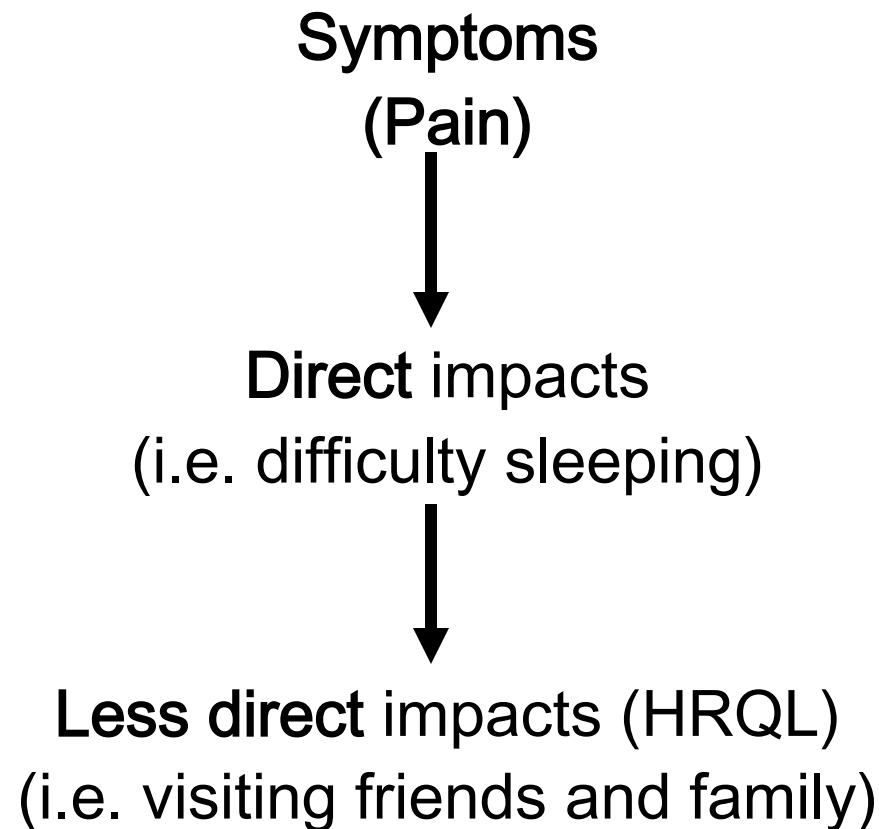 Symptoms
(Pain)
Direct impacts
(i.e. difficulty sleeping)
Less direct impacts (HRQL)
(i.e. visiting friends and family)